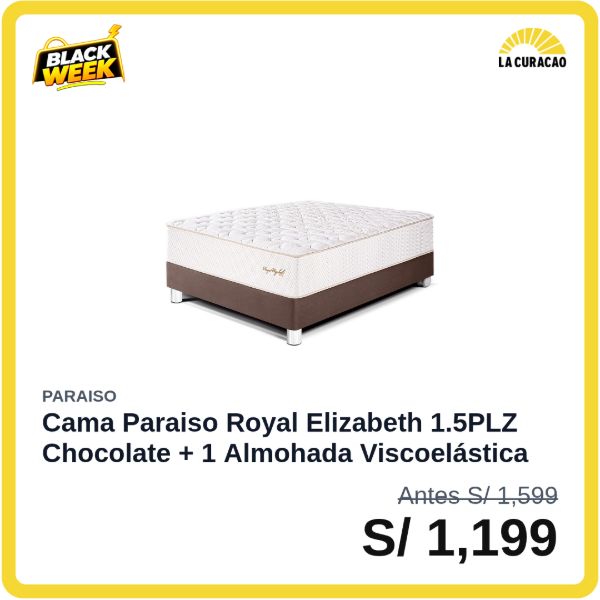 BLACK
WEEK
LA CURACAO
PARAISO
Cama Paraiso Royal Elizabeth 1.5PLZ
Chocolate + 1 Almohada Viscoelástica
Antes S/ 1,599
S/ 1,199